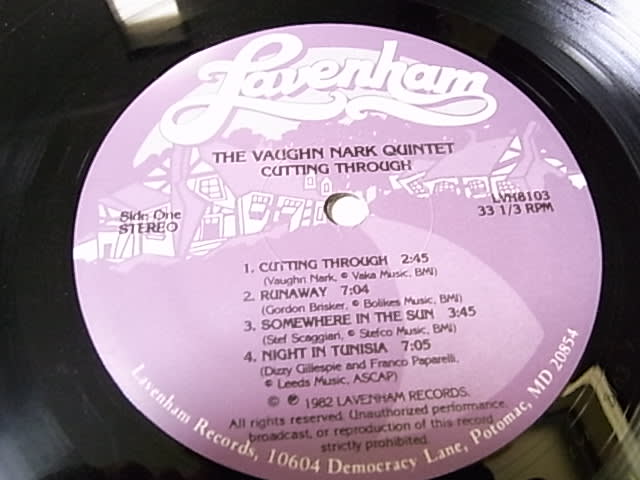 Lavenham
THE VAUGHN NARK QUINTET
CUTTING THROUGH
Side One
STEREO
LVH8103
33 1/3 RPM
1. CUTTING THROUGH 2:45
(Vaughn Nark, © Vaka Music, BMI)
2. RUNAWAY 7:04
(Gordon Brisker, © Bolikes Music, BMI)
3. SOMEWHERE IN THE SUN 3:45
(Stef Scaggiari, © Stefco Music, BMI)
4. NIGHT IN TUNISIA 7:05
(Dizzy Gillespie and Franco Paparelli,
© Leeds Music, ASCAP)
© ℗ 1982 LAVENHAM RECORDS.
All rights reserved. Unauthorized performance,
broadcast, or reproduction of this record
strictly prohibited.
Lavenham Records, 10604 Democracy Lane, Potomac, MD 20854